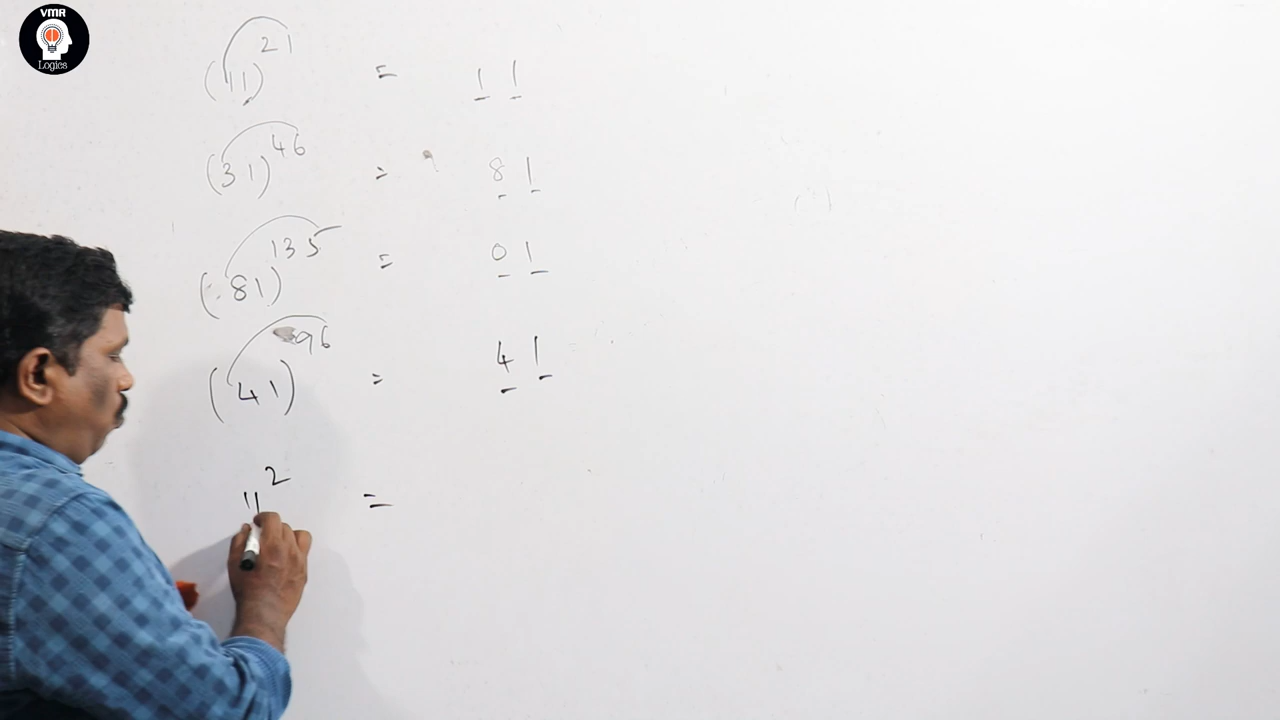 VMR
Logics
(11)^21 = 1 1
(31)^46 = 8 1
(81)^135 = 0 1
(41)^96 = 4 1
11^2 =